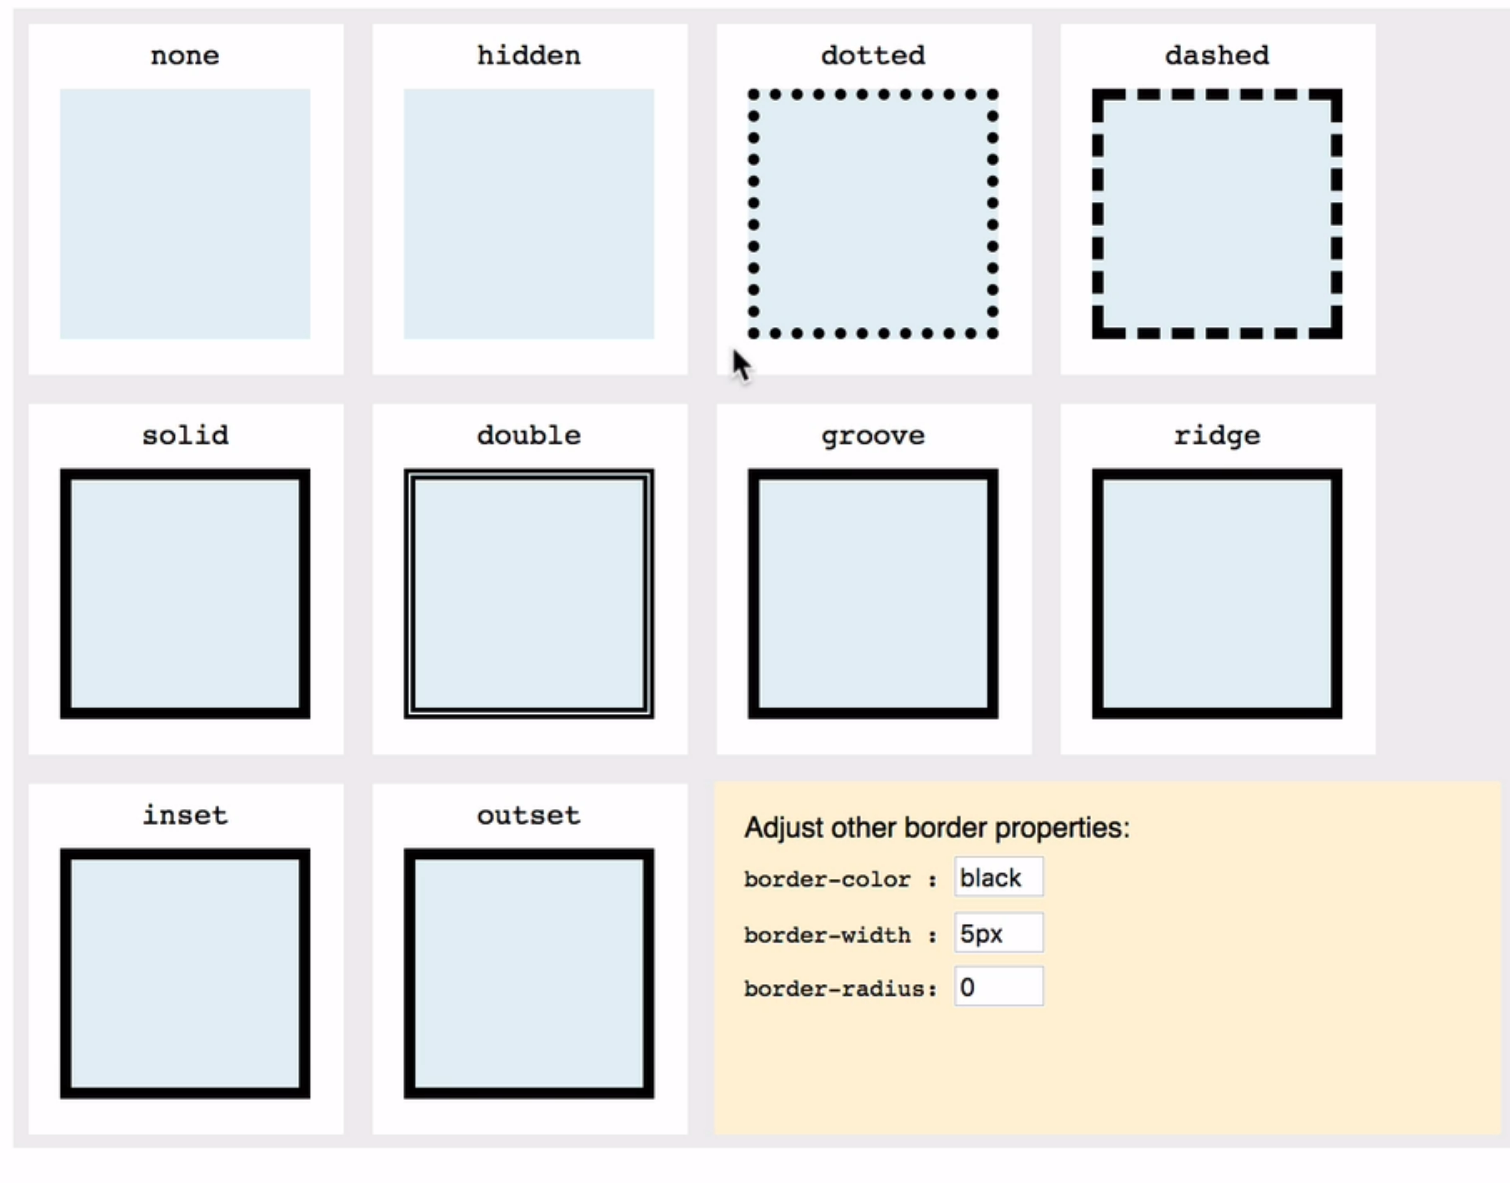 none
hidden
dotted
dashed
solid
double
groove
ridge
inset
outset
Adjust other border properties:
border-color : black
border-width : 5px
border-radius: 0